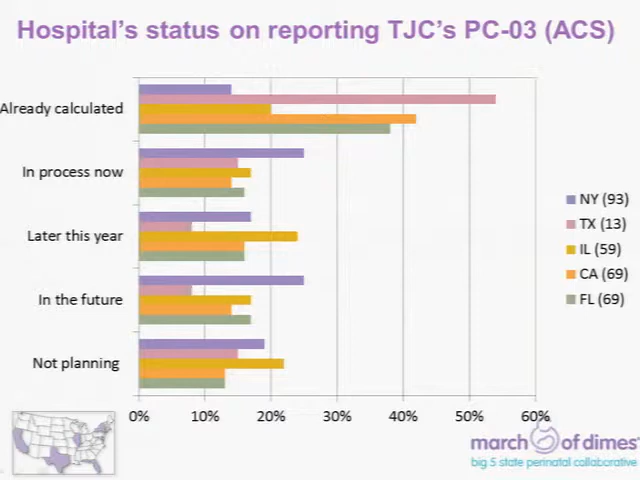 Hospital's status on reporting TJC's PC-03 (ACS)
Already calculated
In process now
Later this year
In the future
Not planning
0% 10% 20% 30% 40% 50% 60%
NY (93)
TX (13)
IL (59)
CA (69)
FL (69)
march of dimes®
big 5 state perinatal collaborative